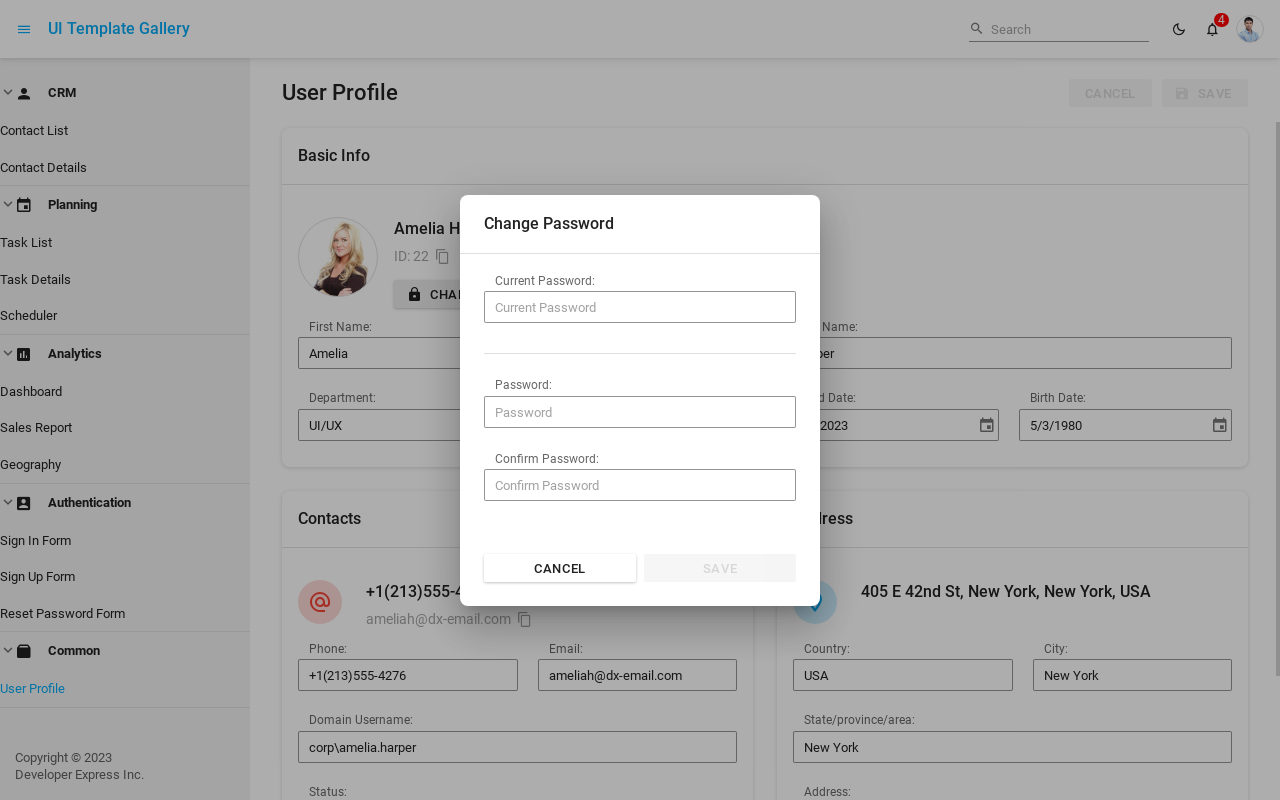 UI Template Gallery
Search
4
CRM
Contact List
Contact Details
Planning
Task List
Task Details
Scheduler
Analytics
Dashboard
Sales Report
Geography
Authentication
Sign In Form
Sign Up Form
Reset Password Form
Common
User Profile
Copyright © 2023
Developer Express Inc.
User Profile
CANCEL
SAVE
Basic Info
Amelia H
ID: 22
CHA
First Name:
Amelia
Name:
per
Department:
UI/UX
d Date:
2023
Birth Date:
5/3/1980
Change Password
Current Password:
Current Password
Password:
Password
Confirm Password:
Confirm Password
CANCEL
SAVE
Contacts
+1(213)555-4
ameliah@dx-email.com
Phone:
+1(213)555-4276
Email:
ameliah@dx-email.com
Domain Username:
corp\amelia.harper
Status:
dress
405 E 42nd St, New York, New York, USA
Country:
USA
City:
New York
State/province/area:
New York
Address: